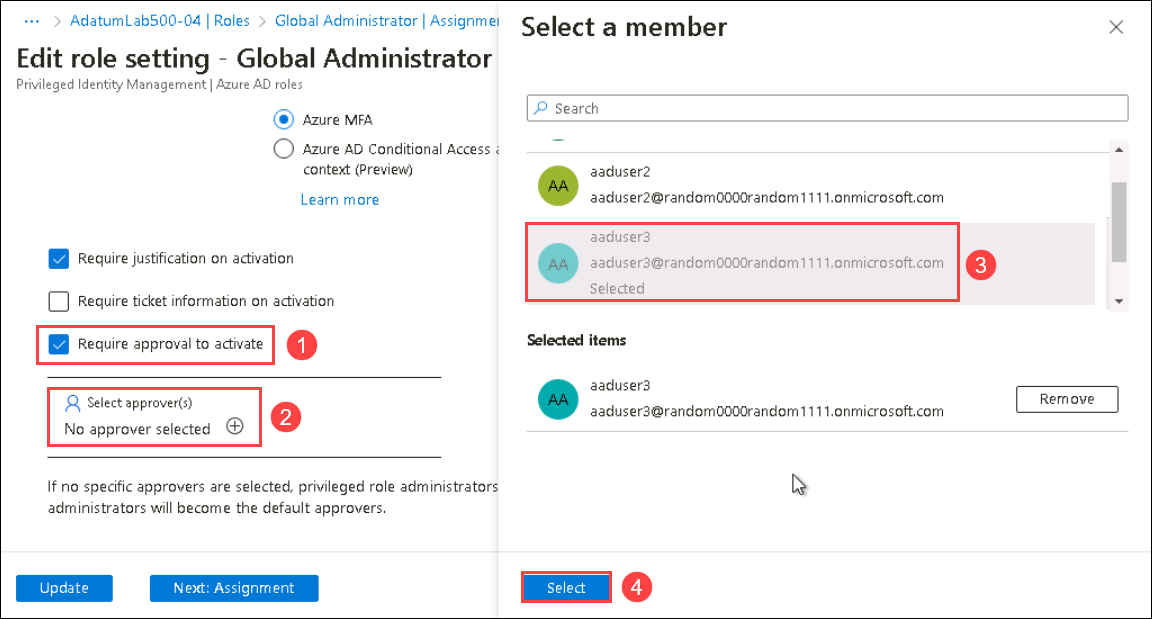 ··· > AdatumLab500-04 | Roles > Global Administrator | Assignmen
Edit role setting - Global Administrator
Privileged Identity Management | Azure AD roles
Azure MFA
Azure AD Conditional Access a
context (Preview)
Learn more
Require justification on activation
Require ticket information on activation
Require approval to activate
1
Select approver(s)
No approver selected
2
If no specific approvers are selected, privileged role administrators
administrators will become the default approvers.
Update
Next: Assignment
Select a member
Search
AA
aaduser2
aaduser2@random0000random1111.onmicrosoft.com
AA
aaduser3
aaduser3@random0000random1111.onmicrosoft.com
Selected
3
Selected items
AA
aaduser3
aaduser3@random0000random1111.onmicrosoft.com
Remove
Select
4